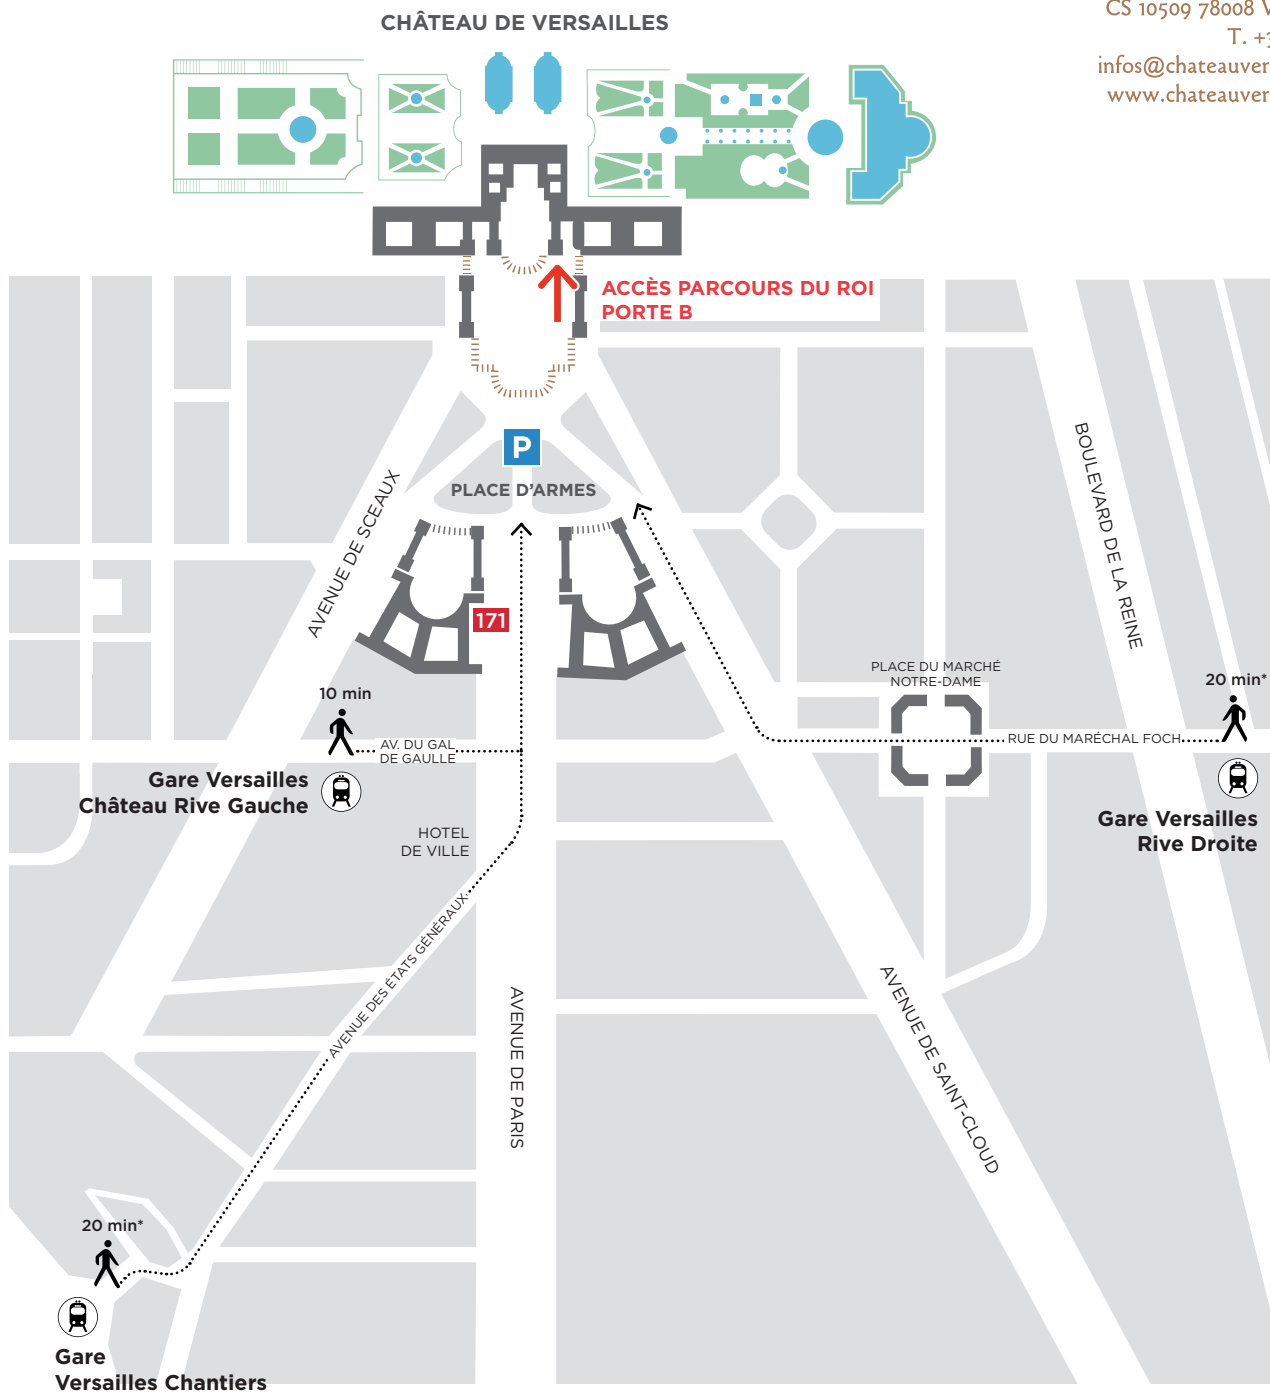 CHÂTEAU DE VERSAILLES
CS 10509 78008
T.
infos@chateauver
www.chateauver
ACCÈS PARCOURS DU ROI
PORTE B
P
PLACE D'ARMES
AVENUE DE SCEAUX
BOULEVARD DE LA REINE
171
PLACE DU MARCHÉ
NOTRE-DAME
10 min
20 min*
AV. DU GAL
DE GAULLE
RUE DU MARÉCHAL FOCH
Gare Versailles
Château Rive Gauche
Gare Versailles
Rive Droite
HOTEL
DE VILLE
AVENUE DES ÉTATS GÉNÉRAUX
AVENUE DE PARIS
AVENUE DE SAINT-CLOUD
20 min*
Gare
Versailles Chantiers